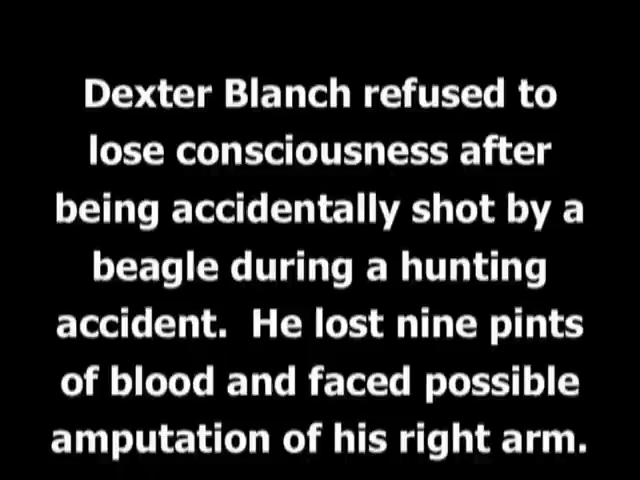 Dexter Blanch refused to
lose consciousness after
being accidentally shot by a
beagle during a hunting
accident.  He lost nine pints
of blood and faced possible
amputation of his right arm.